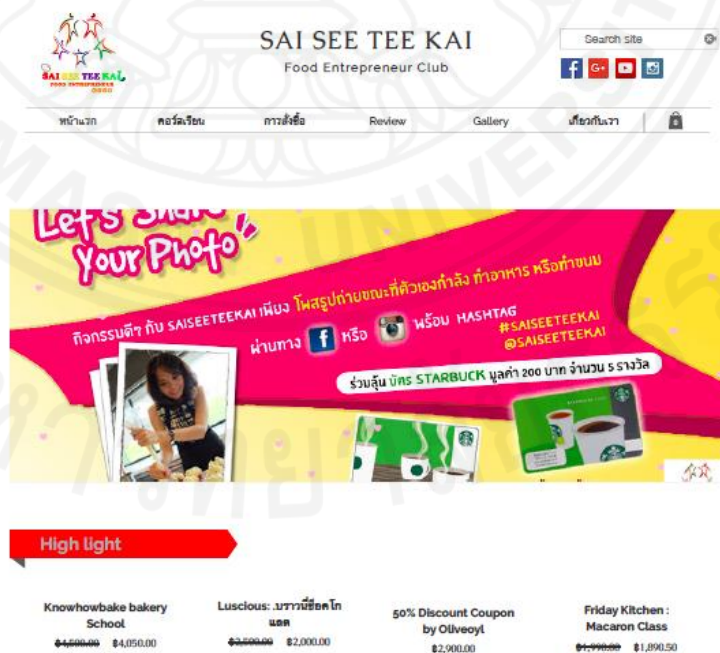 SAI SEE TEE KAI
Food Entrepreneur Club
Search site
SAI SEE TEE KAI
FOOD ENTREPRENEUR
หน้าแรก คอร์สเรียน การสั่งซื้อ Review Gallery เกี่ยวกับเรา
Let's Share
Your Photo
กิจกรรมดีๆ กับ SAISEETEEKAI เพียง โพสรูปถ่ายขณะที่ตัวเองกำลัง ทำอาหาร หรือทำขนม
ผ่านทาง หรือ พร้อม HASHTAG
#SAISEETEEKAI
@SAISEETEEKAI
ร่วมลุ้น บัตร STARBUCK มูลค่า 200 บาท จำนวน 5 รางวัล
High light
Knowhowbake bakery
School
฿4,050.00
Luscious: .บราวนี่ช็อคโก
แลต
฿2,500.00 ฿2,000.00
50% Discount Coupon
by Oliveoyl
฿2,900.00
Friday Kitchen :
Macaron Class
฿1,990.00 ฿1,890.50